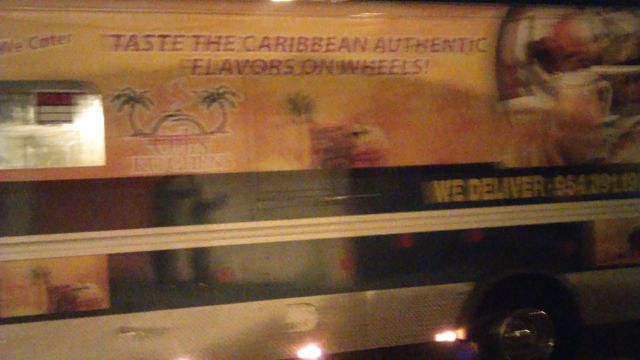 We Cater
TASTE THE CARIBBEAN AUTHENTIC
FLAVORS ON WHEELS!
WE DELIVER